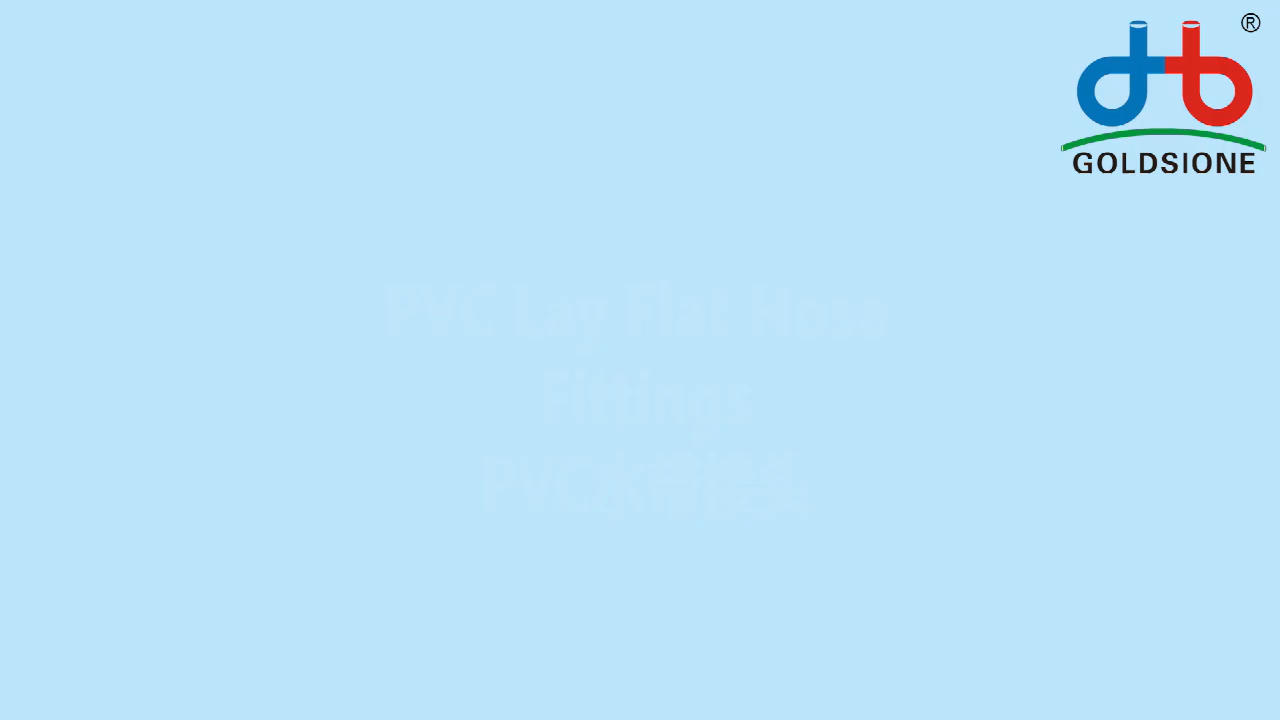 ®
GOLDSIONE
PVC Lay Flat Hose
Fittings
PVC水带接头